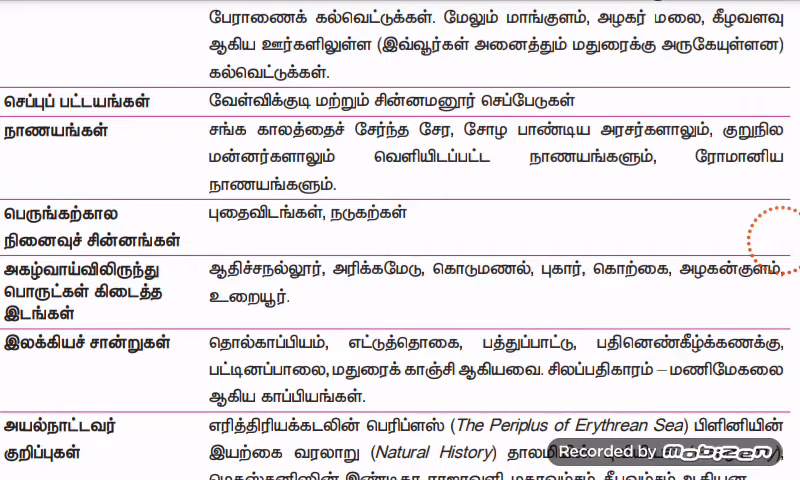 பேராணைக் கல்வெட்டுக்கள். மேலும் மாங்குளம், அழகர் மலை, கீழவளவு
ஆகிய ஊர்களிலுள்ள (இவ்வூர்கள் அனைத்தும் மதுரைக்கு அருகேயுள்ளன)
கல்வெட்டுக்கள்.
செப்புப் பட்டயங்கள் வேள்விக்குடி மற்றும் சின்னமனூர் செப்பேடுகள்
நாணயங்கள் சங்க காலத்தைச் சேர்ந்த சேர, சோழ பாண்டிய அரசர்களாலும், குறுநில
மன்னர்களாலும் வெளியிடப்பட்ட நாணயங்களும், ரோமானிய
நாணயங்களும்.
பெருங்கற்கால புதைவிடங்கள், நடுகற்கள்
நினைவுச் சின்னங்கள்
அகழ்வாய்விலிருந்து ஆதிச்சநல்லூர், அரிக்கமேடு, கொடுமணல், புகார், கொற்கை, அழகன்குளம்,
பொருட்கள் கிடைத்த உறையூர்.
இடங்கள்
இலக்கியச் சான்றுகள் தொல்காப்பியம், எட்டுத்தொகை, பத்துப்பாட்டு, பதினெண்கீழ்க்கணக்கு,
பட்டினப்பாலை, மதுரைக் காஞ்சி ஆகியவை. சிலப்பதிகாரம் – மணிமேகலை
ஆகிய காப்பியங்கள்.
அயல்நாட்டவர் எரித்திரியக்கடலின் பெரிப்ளஸ் (The Periplus of Erythrean Sea) பிளினியின்
குறிப்புகள் இயற்கை வரலாறு (Natural History)
Recorded by MOBIZEN